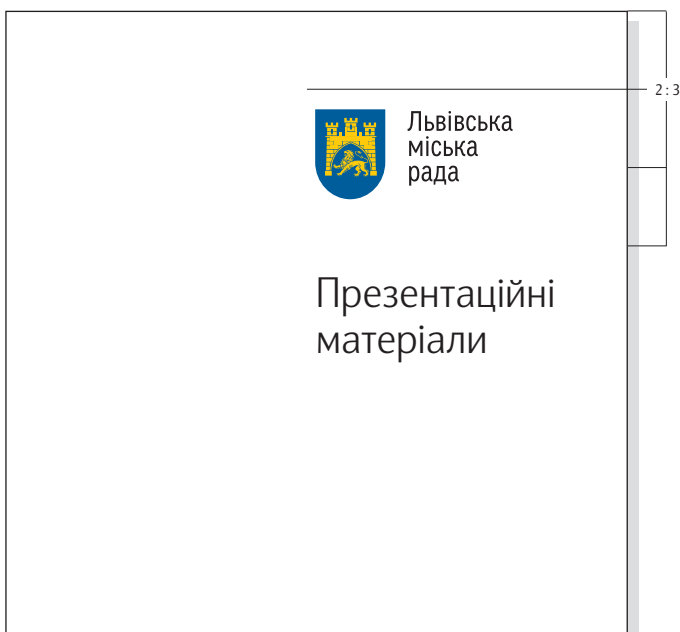 2:3
Львівська
міська
рада
Презентаційні
матеріали